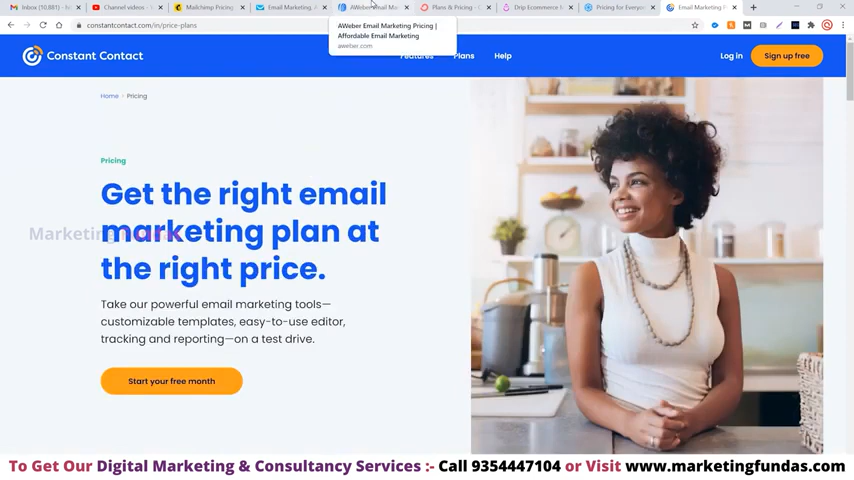 Inbox (10,881) -
Channel videos -
Mailchimp Pricing
Email Marketing, A
AWeber Email Ma
Plans & Pricing -
Drip Ecommerce
Pricing for Everyo
Email Marketing P
AWeber Email Marketing Pricing |
Affordable Email Marketing
aweber.com
constantcontact.com/in/price-plans
Constant Contact
Features
Plans
Help
Log in
Sign up free
Home › Pricing
Pricing
Get the right email
marketing plan at
the right price.
Marketing
Take our powerful email marketing tools—
customizable templates, easy-to-use editor,
tracking and reporting—on a test drive.
Start your free month
To Get Our Digital Marketing & Consultancy Services :- Call 9354447104 or Visit www.marketingfundas.com